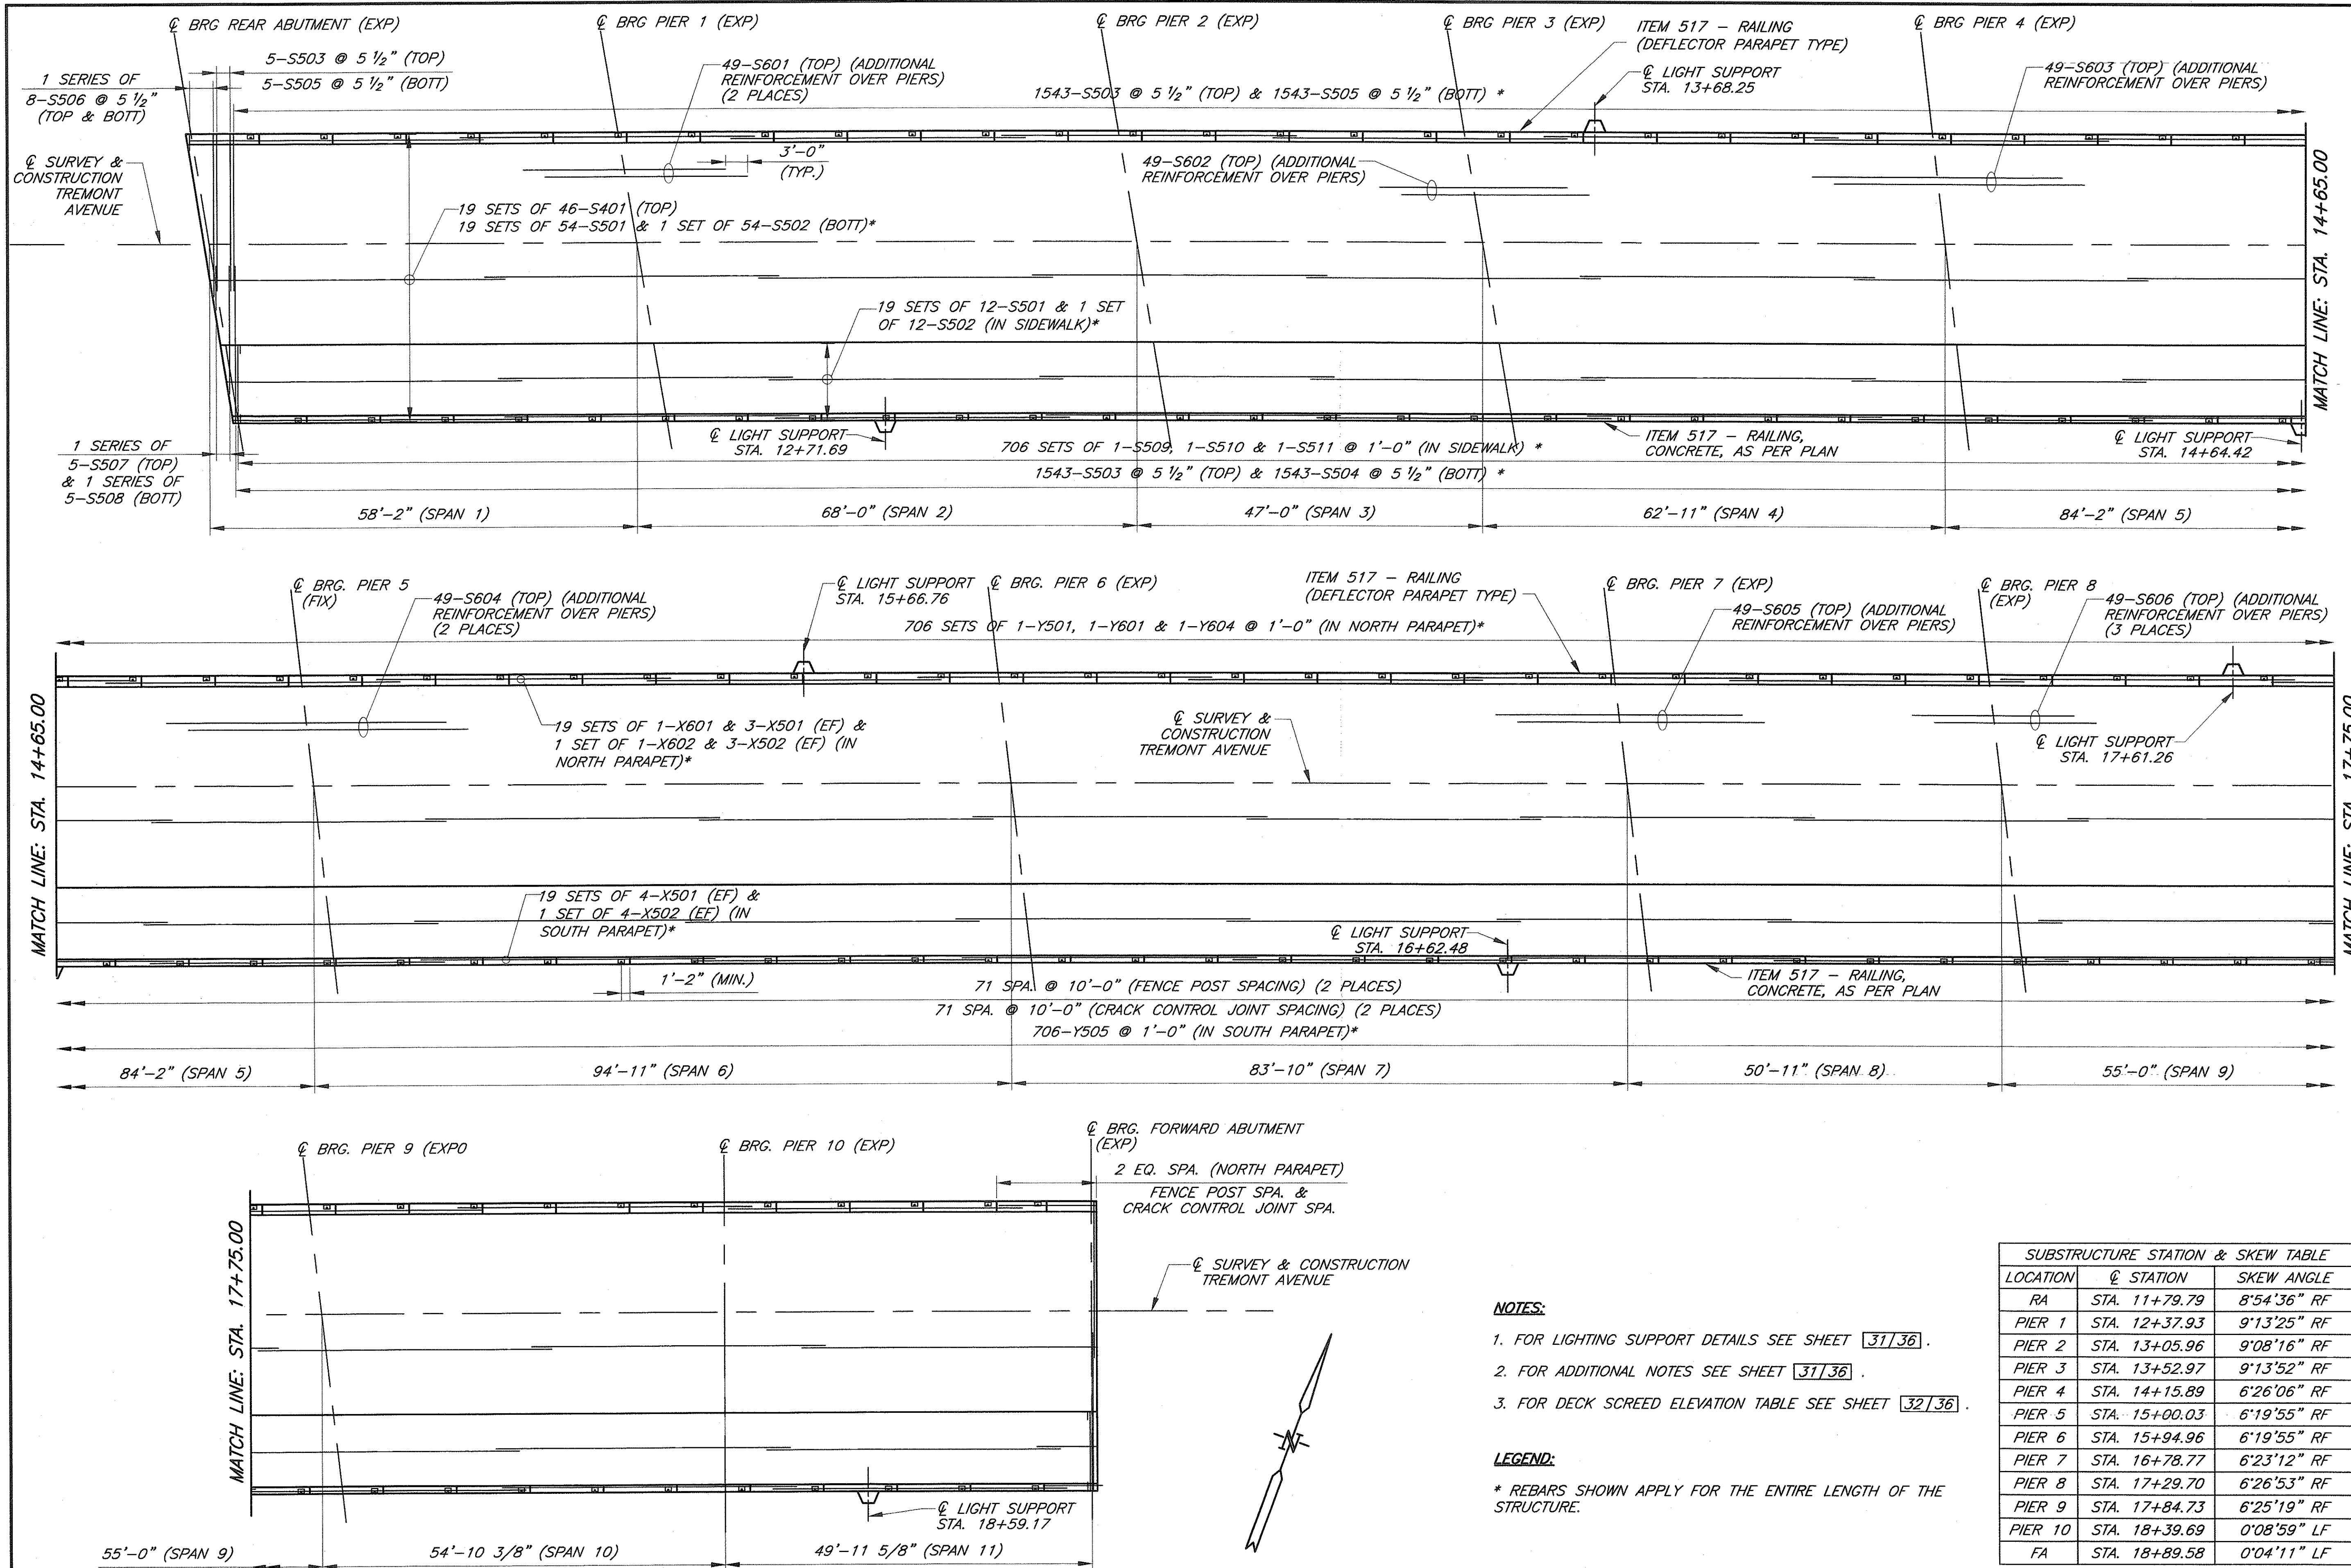 ℄ BRG REAR ABUTMENT (EXP)
℄ BRG PIER 1 (EXP)
℄ BRG PIER 2 (EXP)
℄ BRG PIER 3 (EXP)
℄ BRG PIER 4 (EXP)
5-S503 @ 5 1/2" (TOP)
5-S505 @ 5 1/2" (BOTT)
1 SERIES OF
8-S506 @ 5 1/2"
(TOP & BOTT)
49-S601 (TOP) (ADDITIONAL
REINFORCEMENT OVER PIERS)
(2 PLACES)
1543-S503 @ 5 1/2" (TOP) & 1543-S505 @ 5 1/2" (BOTT) *
ITEM 517 - RAILING
(DEFLECTOR PARAPET TYPE)
℄ LIGHT SUPPORT
STA. 13+68.25
49-S603 (TOP) (ADDITIONAL
REINFORCEMENT OVER PIERS)
℄ SURVEY &
CONSTRUCTION
TREMONT
AVENUE
3'-0"
(TYP.)
49-S602 (TOP) (ADDITIONAL
REINFORCEMENT OVER PIERS)
19 SETS OF 46-S401 (TOP)
19 SETS OF 54-S501 & 1 SET OF 54-S502 (BOTT)*
19 SETS OF 12-S501 & 1 SET
OF 12-S502 (IN SIDEWALK)*
MATCH LINE: STA. 14+65.00
1 SERIES OF
5-S507 (TOP)
& 1 SERIES OF
5-S508 (BOTT)
℄ LIGHT SUPPORT
STA. 12+71.69
706 SETS OF 1-S509, 1-S510 & 1-S511 @ 1'-0" (IN SIDEWALK) *
1543-S503 @ 5 1/2" (TOP) & 1543-S504 @ 5 1/2" (BOTT) *
ITEM 517 - RAILING,
CONCRETE, AS PER PLAN
℄ LIGHT SUPPORT
STA. 14+64.42
58'-2" (SPAN 1)
68'-0" (SPAN 2)
47'-0" (SPAN 3)
62'-11" (SPAN 4)
84'-2" (SPAN 5)
℄ BRG. PIER 5
(FIX)
49-S604 (TOP) (ADDITIONAL
REINFORCEMENT OVER PIERS)
(2 PLACES)
℄ LIGHT SUPPORT
STA. 15+66.76
℄ BRG. PIER 6 (EXP)
ITEM 517 - RAILING
(DEFLECTOR PARAPET TYPE)
706 SETS OF 1-Y501, 1-Y601 & 1-Y604 @ 1'-0" (IN NORTH PARAPET)*
℄ BRG. PIER 7 (EXP)
49-S605 (TOP) (ADDITIONAL
REINFORCEMENT OVER PIERS)
℄ BRG. PIER 8
(EXP)
49-S606 (TOP) (ADDITIONAL
REINFORCEMENT OVER PIERS)
(3 PLACES)
MATCH LINE: STA. 14+65.00
19 SETS OF 1-X601 & 3-X501 (EF) &
1 SET OF 1-X602 & 3-X502 (EF) (IN
NORTH PARAPET)*
℄ SURVEY &
CONSTRUCTION
TREMONT AVENUE
℄ LIGHT SUPPORT
STA. 17+61.26
MATCH LINE: STA. 17+75.00
19 SETS OF 4-X501 (EF) &
1 SET OF 4-X502 (EF) (IN
SOUTH PARAPET)*
℄ LIGHT SUPPORT
STA. 16+62.48
1'-2" (MIN.)
71 SPA. @ 10'-0" (FENCE POST SPACING) (2 PLACES)
71 SPA. @ 10'-0" (CRACK CONTROL JOINT SPACING) (2 PLACES)
706-Y505 @ 1'-0" (IN SOUTH PARAPET)*
ITEM 517 - RAILING,
CONCRETE, AS PER PLAN
84'-2" (SPAN 5)
94'-11" (SPAN 6)
83'-10" (SPAN 7)
50'-11" (SPAN 8)
55'-0" (SPAN 9)
℄ BRG. PIER 9 (EXPO
℄ BRG. PIER 10 (EXP)
℄ BRG. FORWARD ABUTMENT
(EXP)
2 EQ. SPA. (NORTH PARAPET)
FENCE POST SPA. &
CRACK CONTROL JOINT SPA.
MATCH LINE: STA. 17+75.00
℄ SURVEY & CONSTRUCTION
TREMONT AVENUE
℄ LIGHT SUPPORT
STA. 18+59.17
55'-0" (SPAN 9)
54'-10 3/8" (SPAN 10)
49'-11 5/8" (SPAN 11)
N
NOTES:
1. FOR LIGHTING SUPPORT DETAILS SEE SHEET 31/36 .
2. FOR ADDITIONAL NOTES SEE SHEET 31/36 .
3. FOR DECK SCREED ELEVATION TABLE SEE SHEET 32/36 .
LEGEND:
* REBARS SHOWN APPLY FOR THE ENTIRE LENGTH OF THE
STRUCTURE.
SUBSTRUCTURE STATION & SKEW TABLE
LOCATION ℄ STATION SKEW ANGLE
RA STA. 11+79.79 8°54'36" RF
PIER 1 STA. 12+37.93 9°13'25" RF
PIER 2 STA. 13+05.96 9°08'16" RF
PIER 3 STA. 13+52.97 9°13'52" RF
PIER 4 STA. 14+15.89 6°26'06" RF
PIER 5 STA. 15+00.03 6°19'55" RF
PIER 6 STA. 15+94.96 6°19'55" RF
PIER 7 STA. 16+78.77 6°23'12" RF
PIER 8 STA. 17+29.70 6°26'53" RF
PIER 9 STA. 17+84.73 6°25'19" RF
PIER 10 STA. 18+39.69 0°08'59" LF
FA STA. 18+89.58 0°04'11" LF